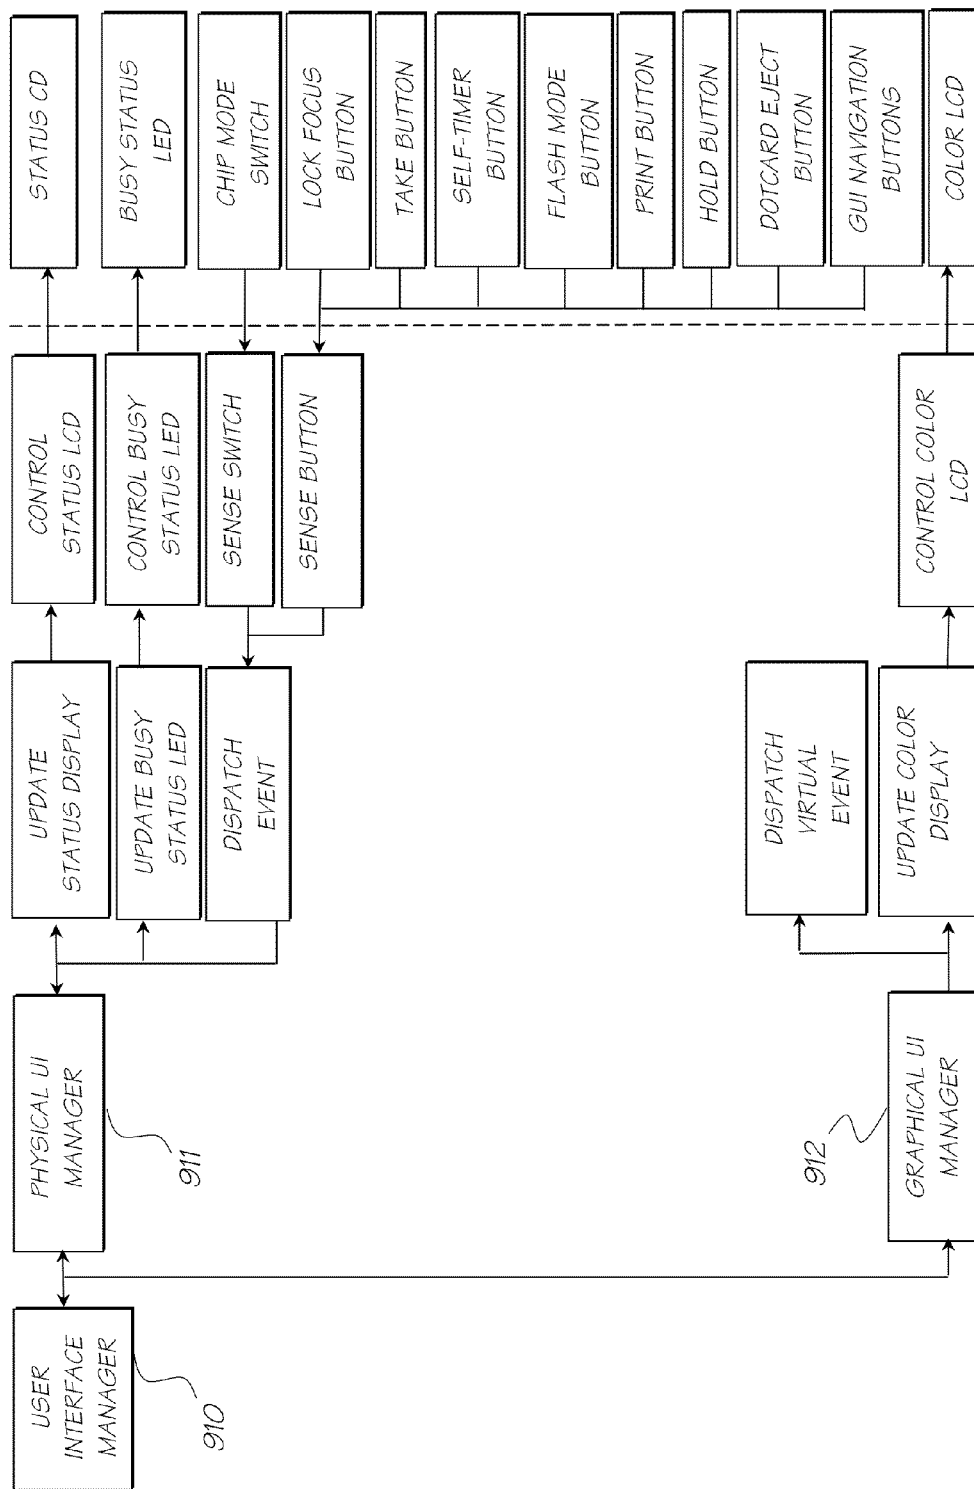 USER
INTERFACE
MANAGER
910
PHYSICAL UI
MANAGER
911
GRAPHICAL UI
MANAGER
912
UPDATE
STATUS DISPLAY
UPDATE BUSY
STATUS LED
DISPATCH
EVENT
DISPATCH
VIRTUAL
EVENT
UPDATE COLOR
DISPLAY
CONTROL
STATUS LCD
CONTROL BUSY
STATUS LED
SENSE SWITCH
SENSE BUTTON
CONTROL COLOR
LCD
STATUS CD
BUSY STATUS
LED
CHIP MODE
SWITCH
LOCK FOCUS
BUTTON
TAKE BUTTON
SELF-TIMER
BUTTON
FLASH MODE
BUTTON
PRINT BUTTON
HOLD BUTTON
DOTCARD EJECT
BUTTON
GUI NAVIGATION
BUTTONS
COLOR LCD